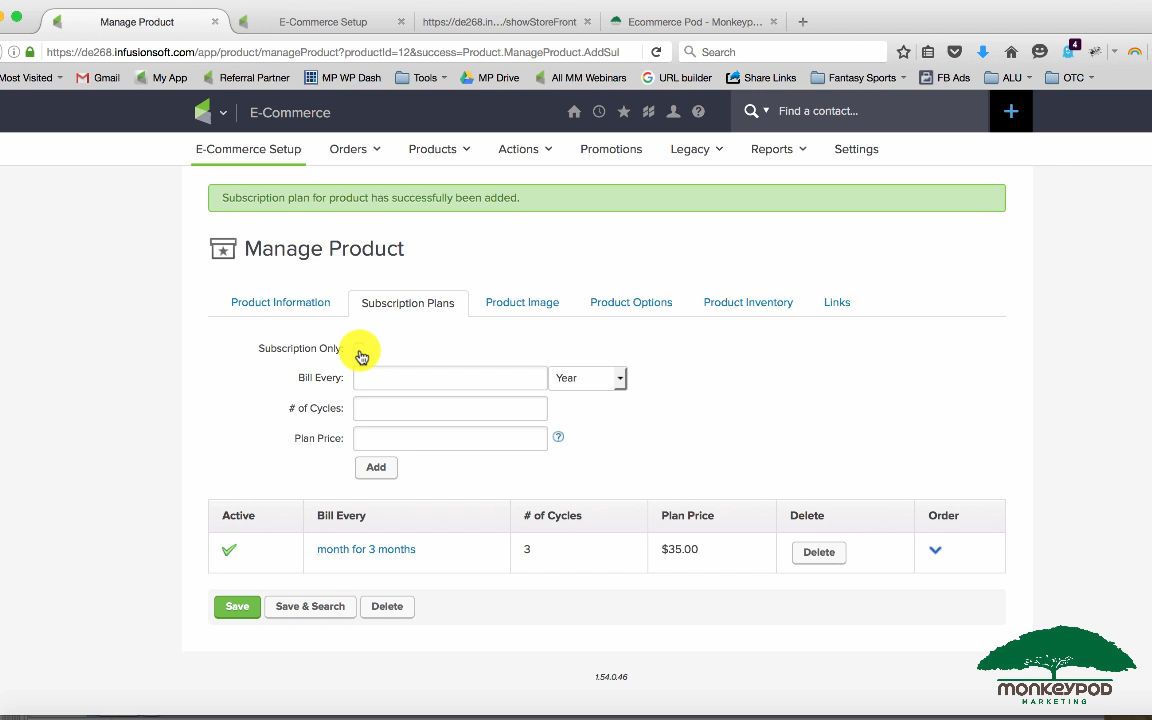 Manage Product
E-Commerce Setup
https://de268.in.../showStoreFront
Ecommerce Pod - Monkeyp...
https://de268.infusionsoft.com/app/product/manageProduct?productId=12&success=Product.ManageProduct.AddSul
Search
4
Most Visited
Gmail
My App
Referral Partner
MP WP Dash
Tools
MP Drive
All MM Webinars
URL builder
Share Links
Fantasy Sports
FB Ads
ALU
OTC
E-Commerce
Find a contact...
E-Commerce Setup
Orders
Products
Actions
Promotions
Legacy
Reports
Settings
Subscription plan for product has successfully been added.
Manage Product
Product Information
Subscription Plans
Product Image
Product Options
Product Inventory
Links
Subscription Only:
Bill Every:
Year
# of Cycles:
Plan Price:
?
Add
Active
Bill Every
# of Cycles
Plan Price
Delete
Order
month for 3 months
3
$35.00
Delete
Save
Save & Search
Delete
1.54.0.46
MONKEYPOD
MARKETING